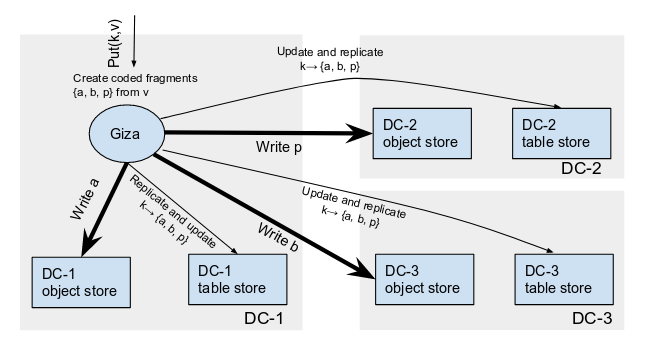 Put(k,v)
Create coded fragments
{a, b, p} from v
Giza
Update and replicate
k→ {a, b, p}
Write p
DC-2
object store
DC-2
table store
DC-2
Write a
Replicate and update
k→ {a, b, p}
Write b
Update and replicate
k→ {a, b, p}
DC-1
object store
DC-1
table store
DC-1
DC-3
object store
DC-3
table store
DC-3